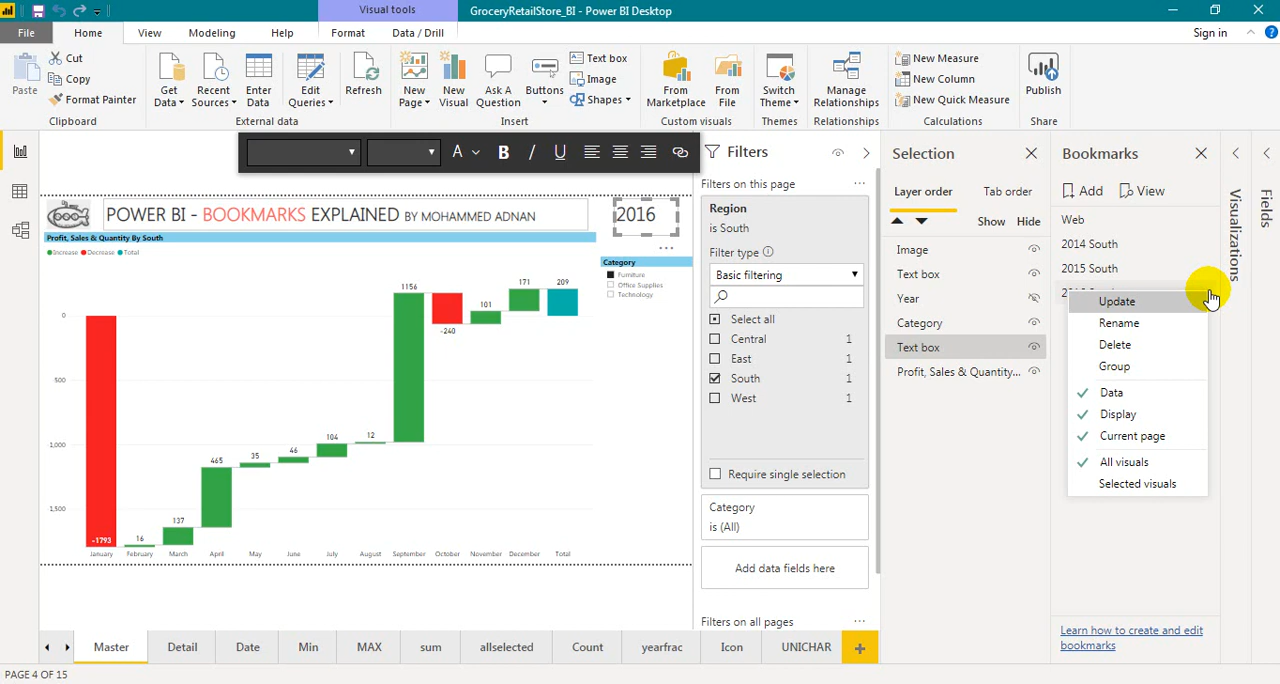 Visual tools
GroceryRetailStore_BI - Power BI Desktop
File
Home
View
Modeling
Help
Format
Data / Drill
Sign in
Paste
Cut
Copy
Format Painter
Clipboard
Get Data
Recent Sources
Enter Data
Edit Queries
Refresh
External data
New Page
New Visual
Ask A Question
Buttons
Text box
Image
Shapes
Insert
From Marketplace
From File
Custom visuals
Switch Theme
Themes
Manage Relationships
Relationships
New Measure
New Column
New Quick Measure
Calculations
Publish
Share
A
B
I
U
POWER BI - BOOKMARKS EXPLAINED BY MOHAMMED ADNAN
2016
Profit, Sales & Quantity By South
Increase Decrease Total
Category
Furniture
Office Supplies
Technology
0
500
1,000
1,500
-1793
16
137
465
35
46
104
12
1156
-240
101
171
209
January February March April May June July August September October November December Total
Filters
Filters on this page
Region
is South
Filter type
Basic filtering
Select all
Central 1
East 1
South 1
West 1
Require single selection
Category
is (All)
Add data fields here
Filters on all pages
Selection
Layer order
Tab order
Show Hide
Image
Text box
Year
Category
Text box
Profit, Sales & Quantity...
Bookmarks
Add
View
Web
2014 South
2015 South
Update
Rename
Delete
Group
Data
Display
Current page
All visuals
Selected visuals
Learn how to create and edit
bookmarks
Visualizations
Fields
Master
Detail
Date
Min
MAX
sum
allselected
Count
yearfrac
Icon
UNICHAR
PAGE 4 OF 15